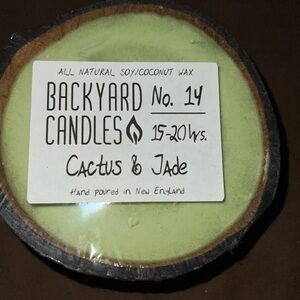 ALL NATURAL SOY/COCONUT WAX
BACKYARD No. 14
CANDLES 15-20 hrs.
CACTUS & JADE
Hand poured in New England